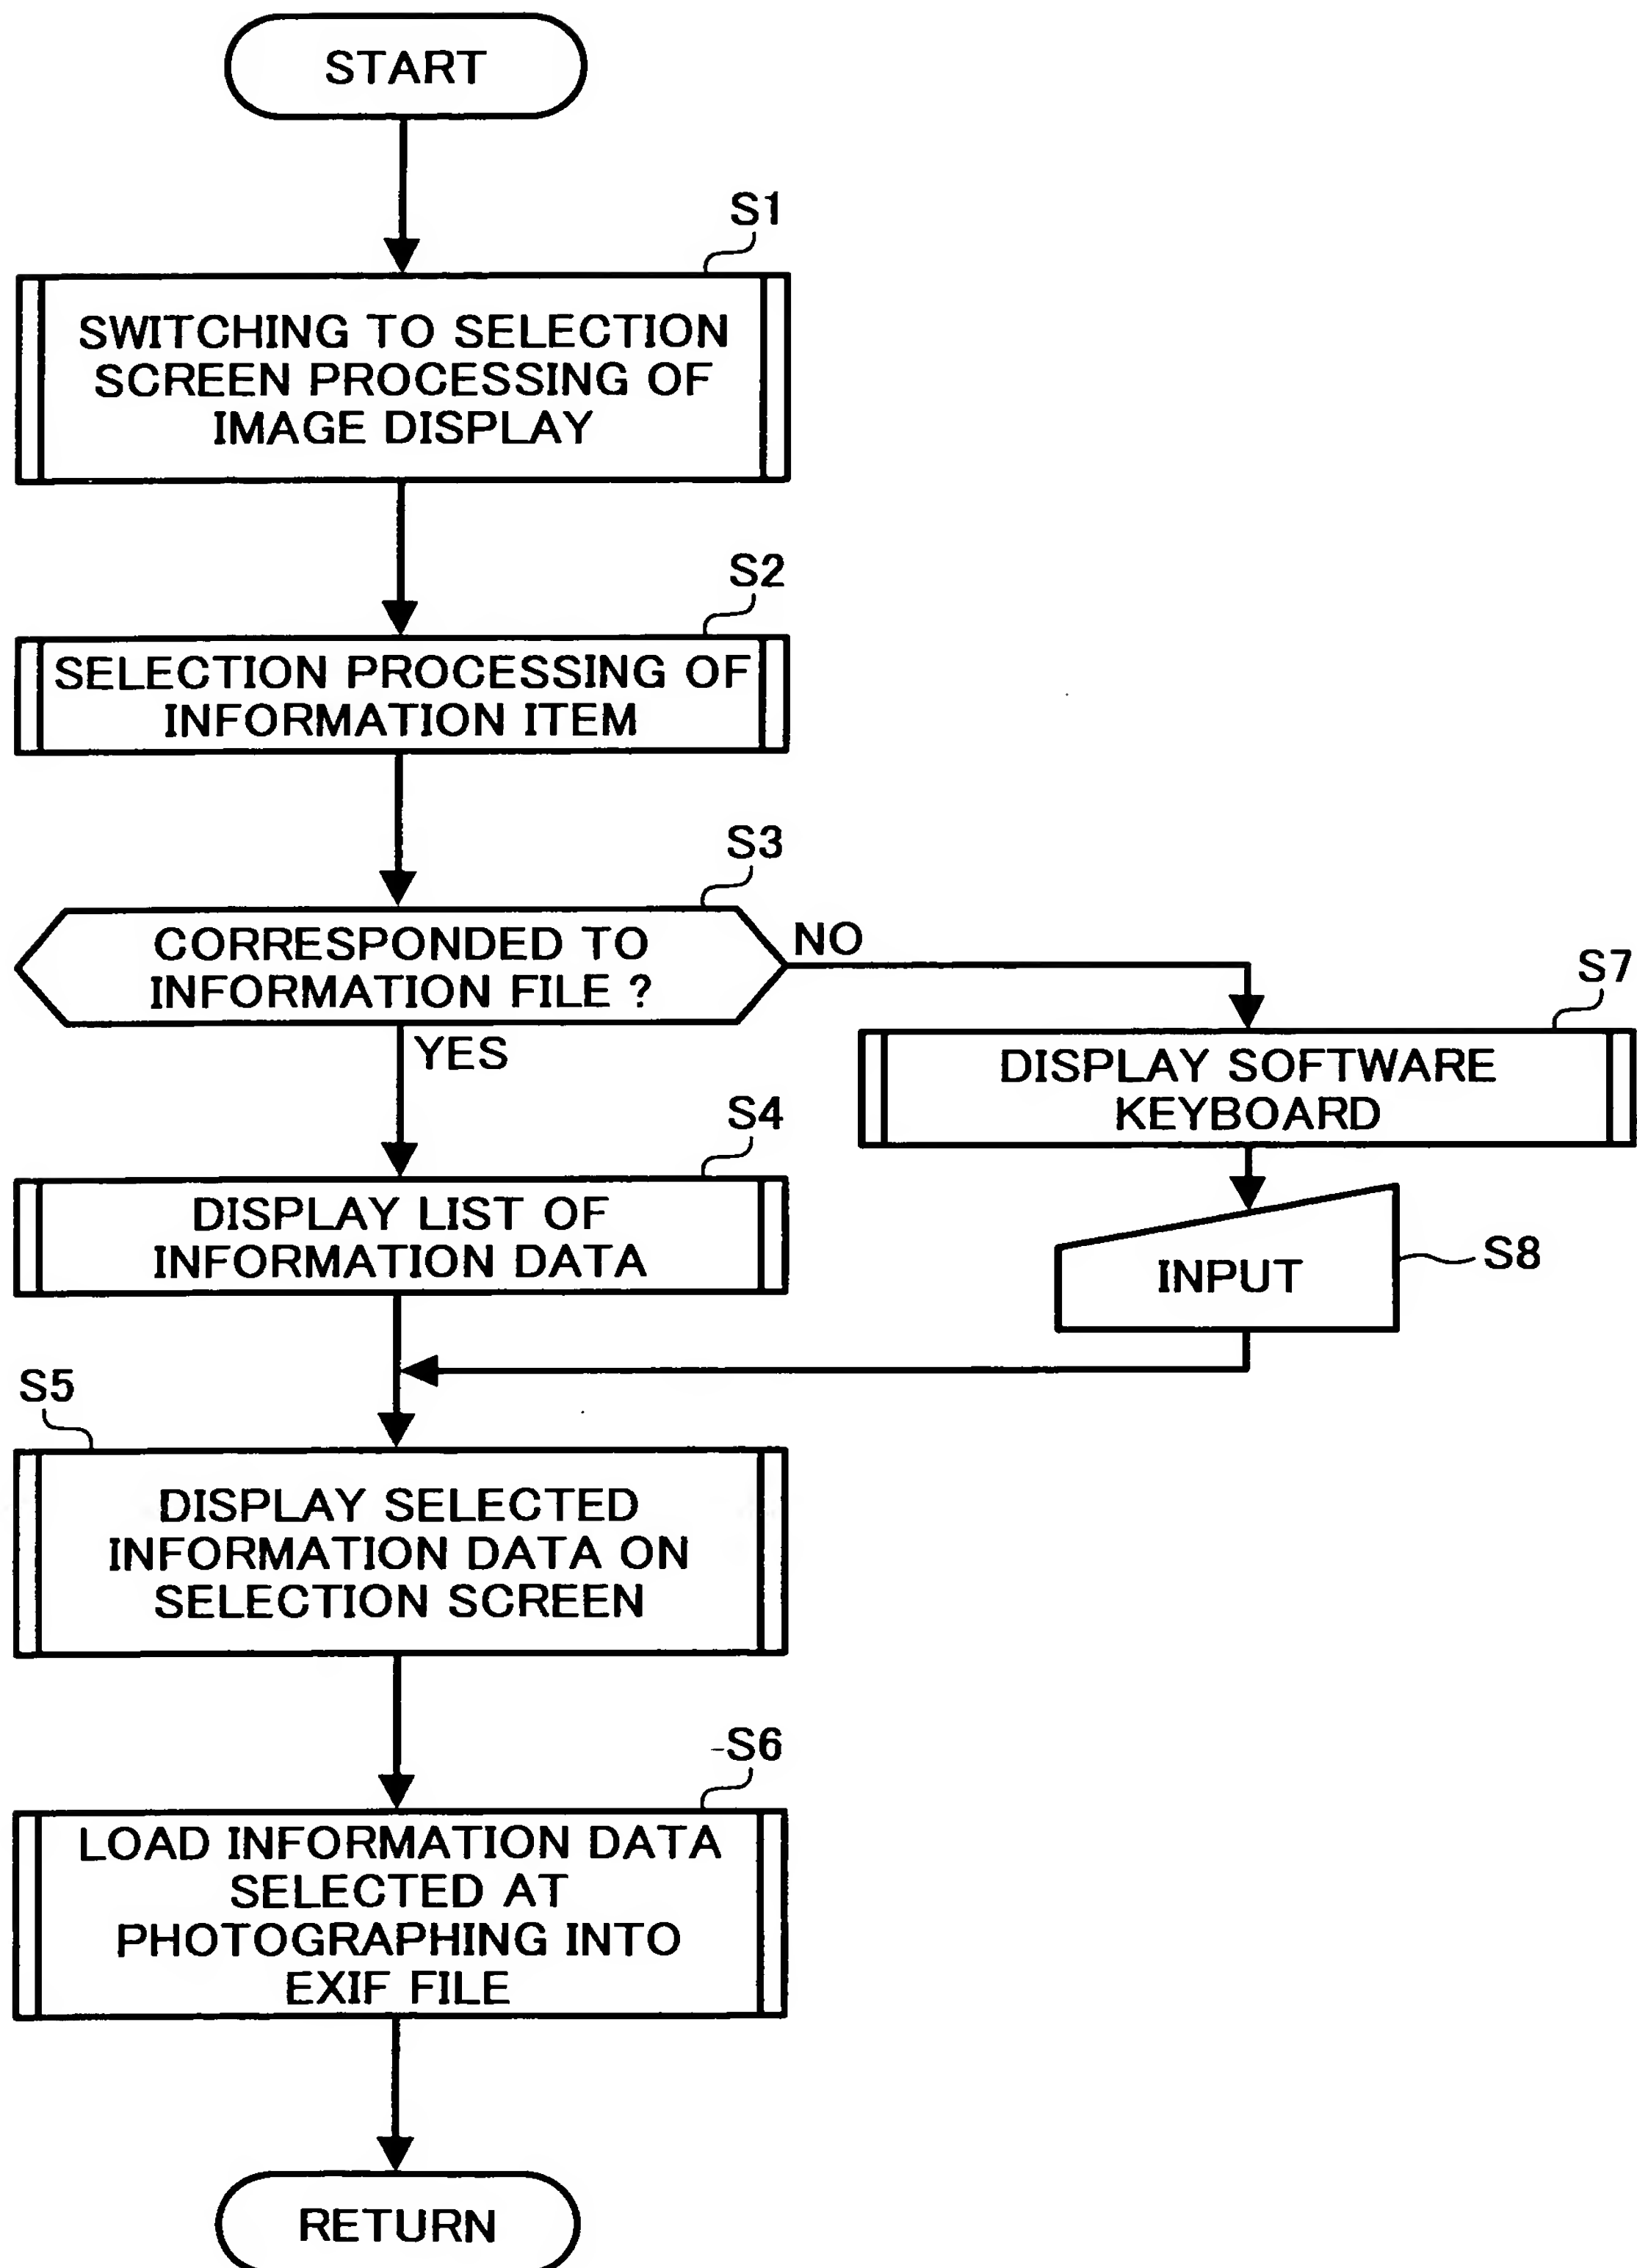 START
S1
SWITCHING TO SELECTION
SCREEN PROCESSING OF
IMAGE DISPLAY
S2
SELECTION PROCESSING OF
INFORMATION ITEM
S3
CORRESPONDED TO
INFORMATION FILE ?
NO
YES
S7
DISPLAY SOFTWARE
KEYBOARD
S4
DISPLAY LIST OF
INFORMATION DATA
S8
INPUT
S5
DISPLAY SELECTED
INFORMATION DATA ON
SELECTION SCREEN
S6
LOAD INFORMATION DATA
SELECTED AT
PHOTOGRAPHING INTO
EXIF FILE
RETURN